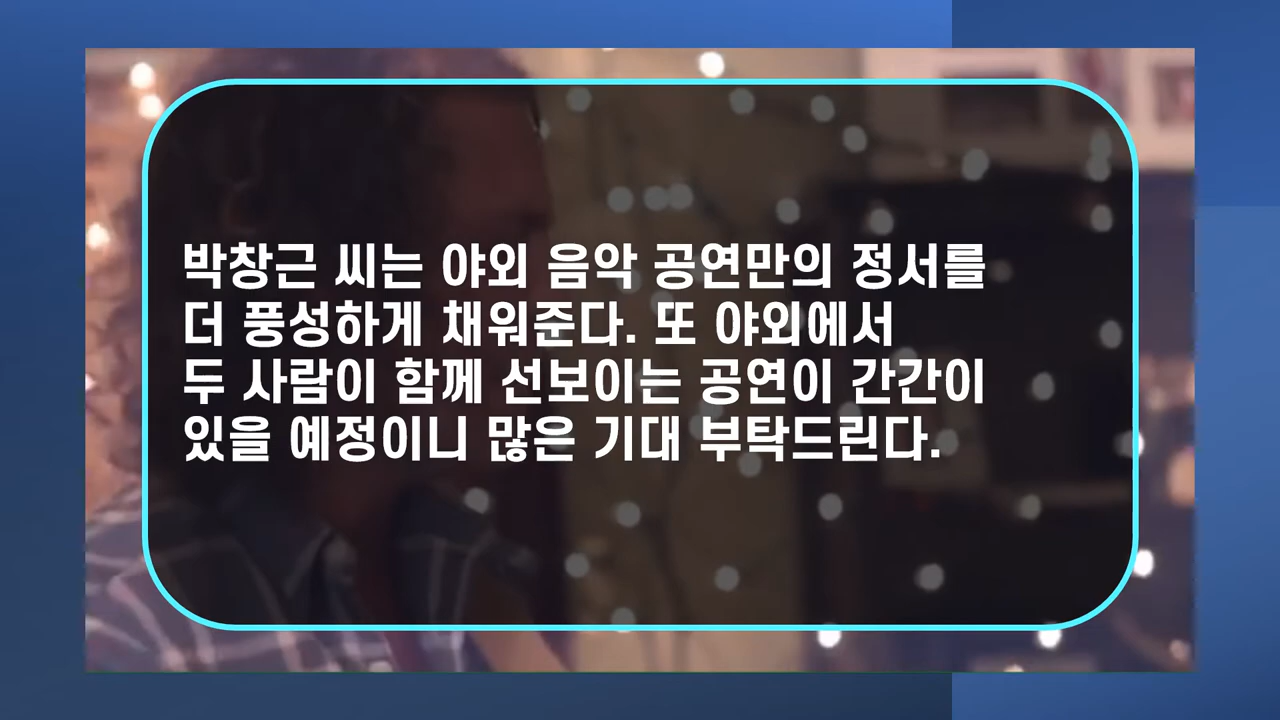 박창근 씨는 야외 음악 공연만의 정서를
더 풍성하게 채워준다. 또 야외에서
두 사람이 함께 선보이는 공연이 간간이
있을 예정이니 많은 기대 부탁드린다.